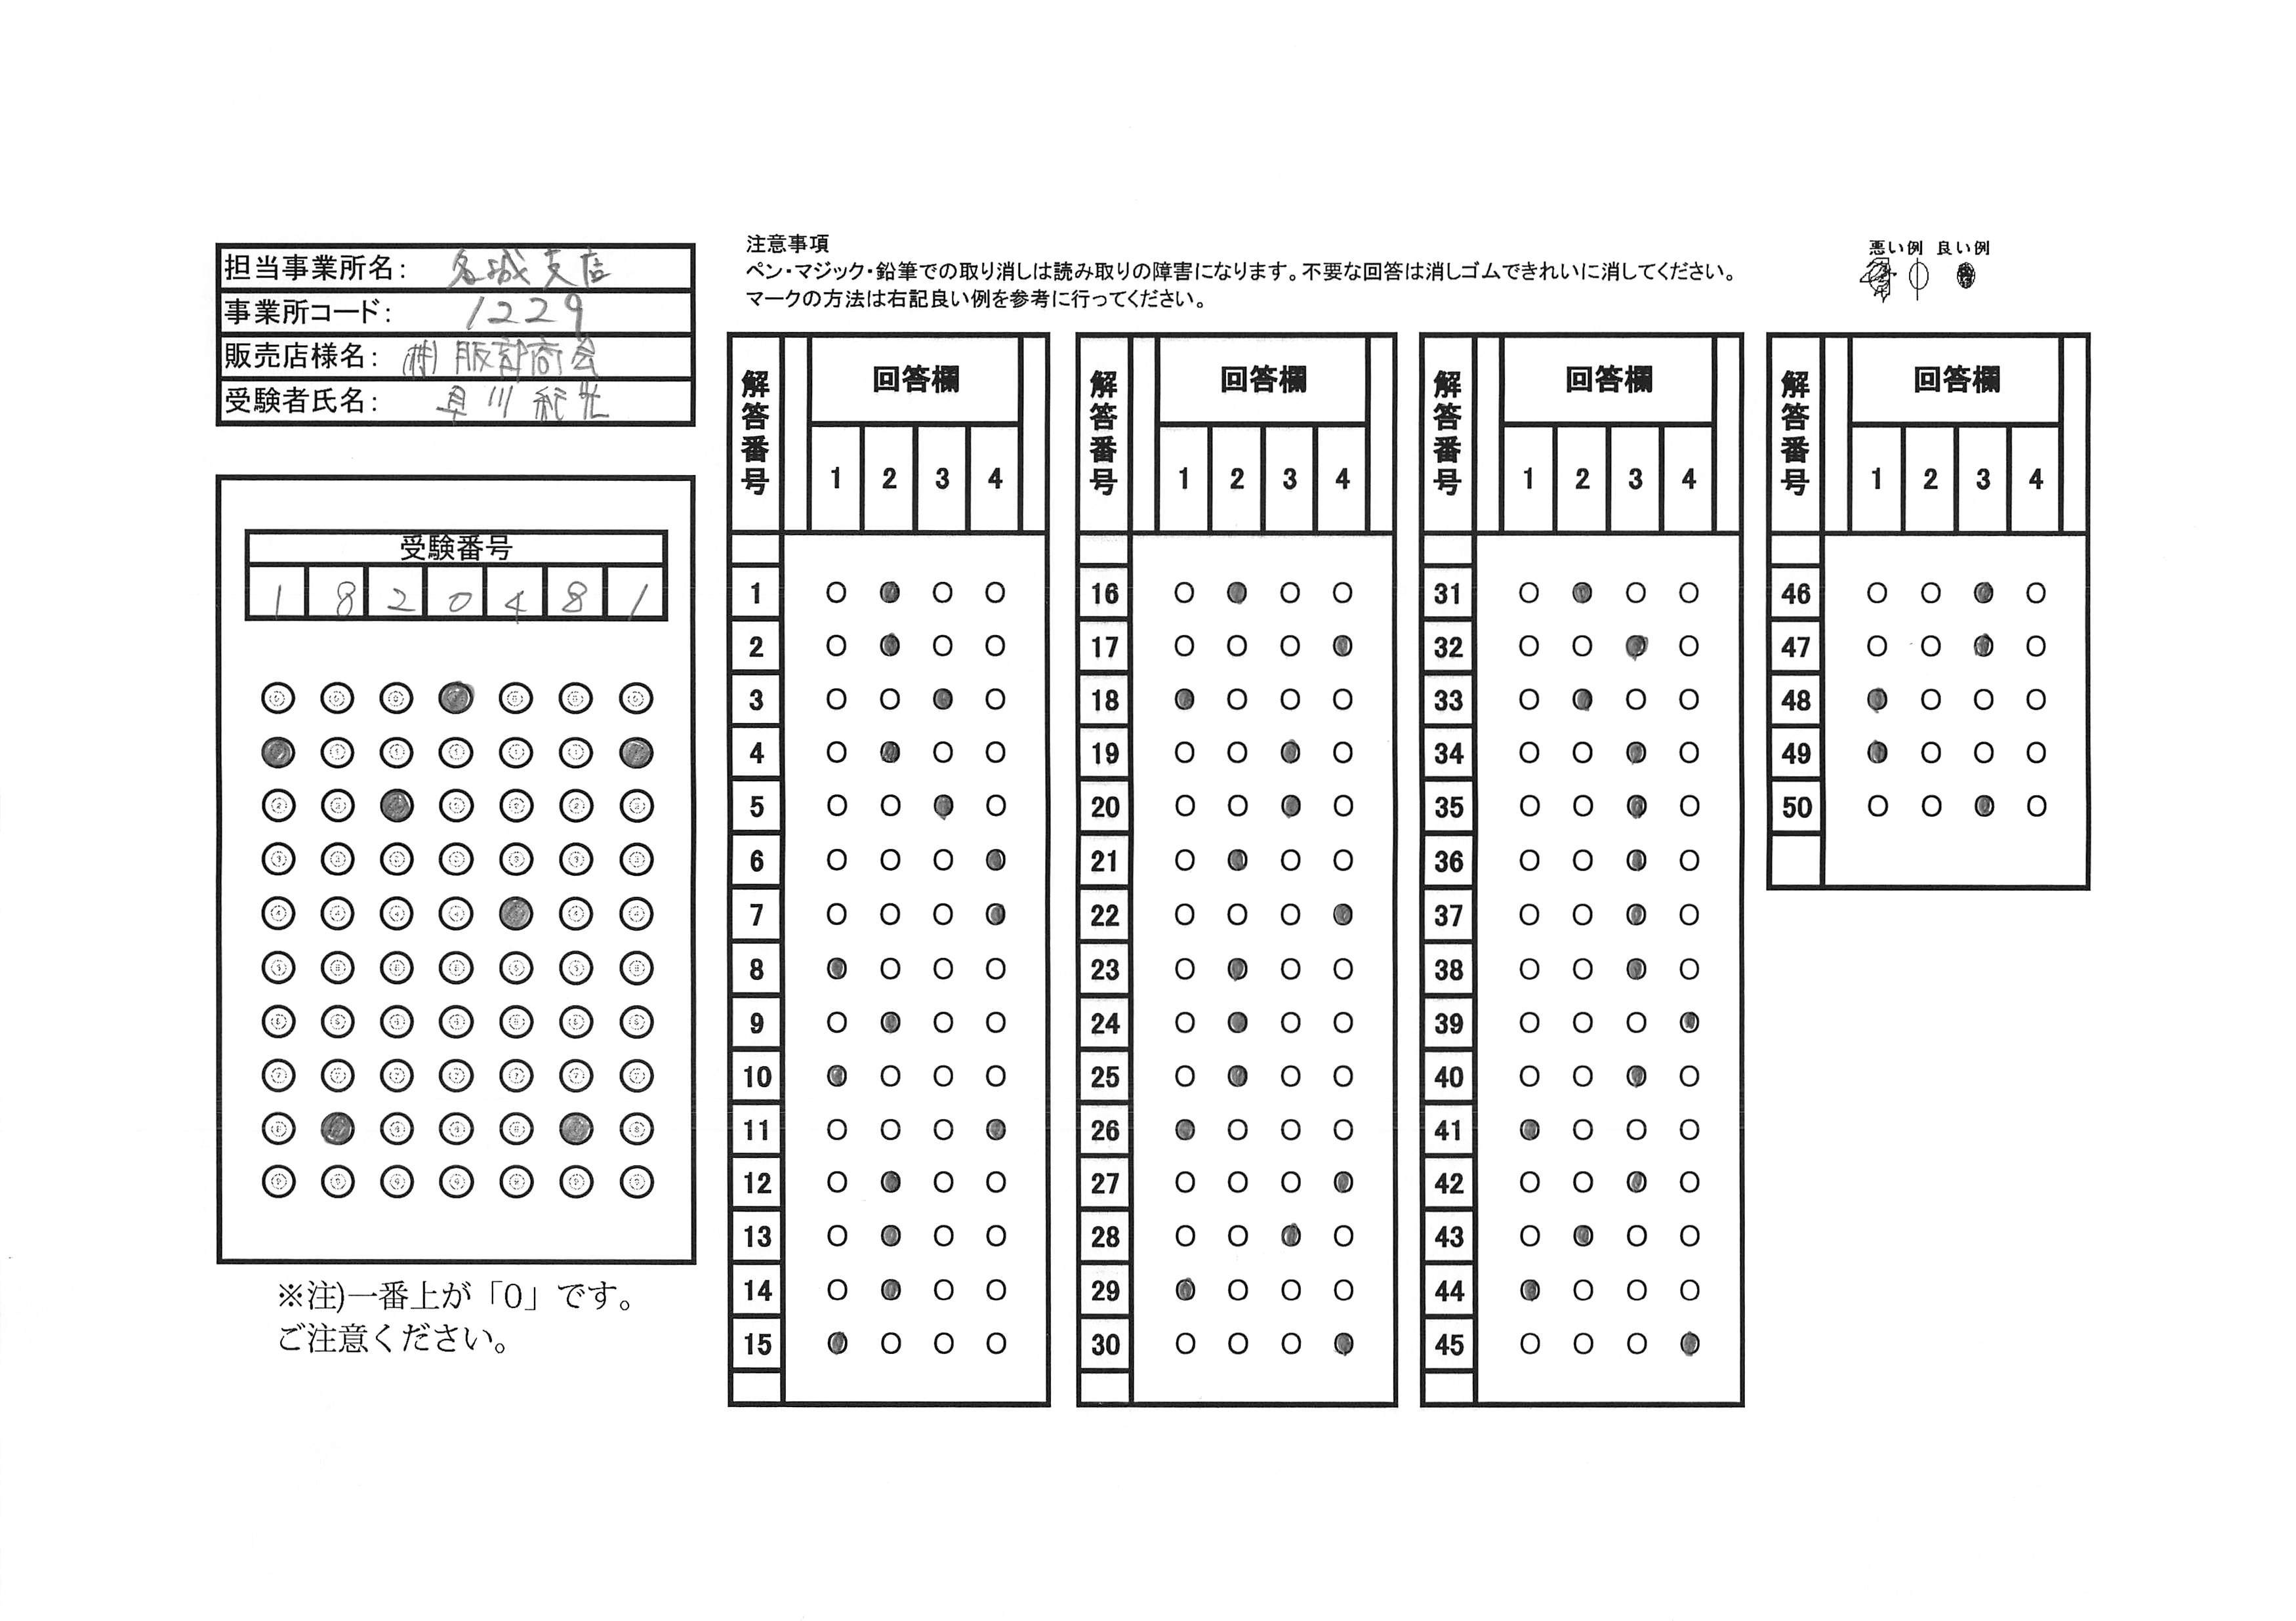 担当事業所名: 名城支店
事業所コード: 1229
販売店様名: ㈱服部商会
受験者氏名: 早川
受験番号
1 8 2 0 4 8 1
※注)一番上が「0」です。
ご注意ください。
注意事項
ペン・マジック・鉛筆での取り消しは読み取りの障害になります。不要な回答は消しゴムできれいに消してください。
マークの方法は右記良い例を参考に行ってください。
悪い例 良い例
解答番号 回答欄
1 2 3 4
1
2
3
4
5
6
7
8
9
10
11
12
13
14
15
解答番号 回答欄
1 2 3 4
16
17
18
19
20
21
22
23
24
25
26
27
28
29
30
解答番号 回答欄
1 2 3 4
31
32
33
34
35
36
37
38
39
40
41
42
43
44
45
解答番号 回答欄
1 2 3 4
46
47
48
49
50